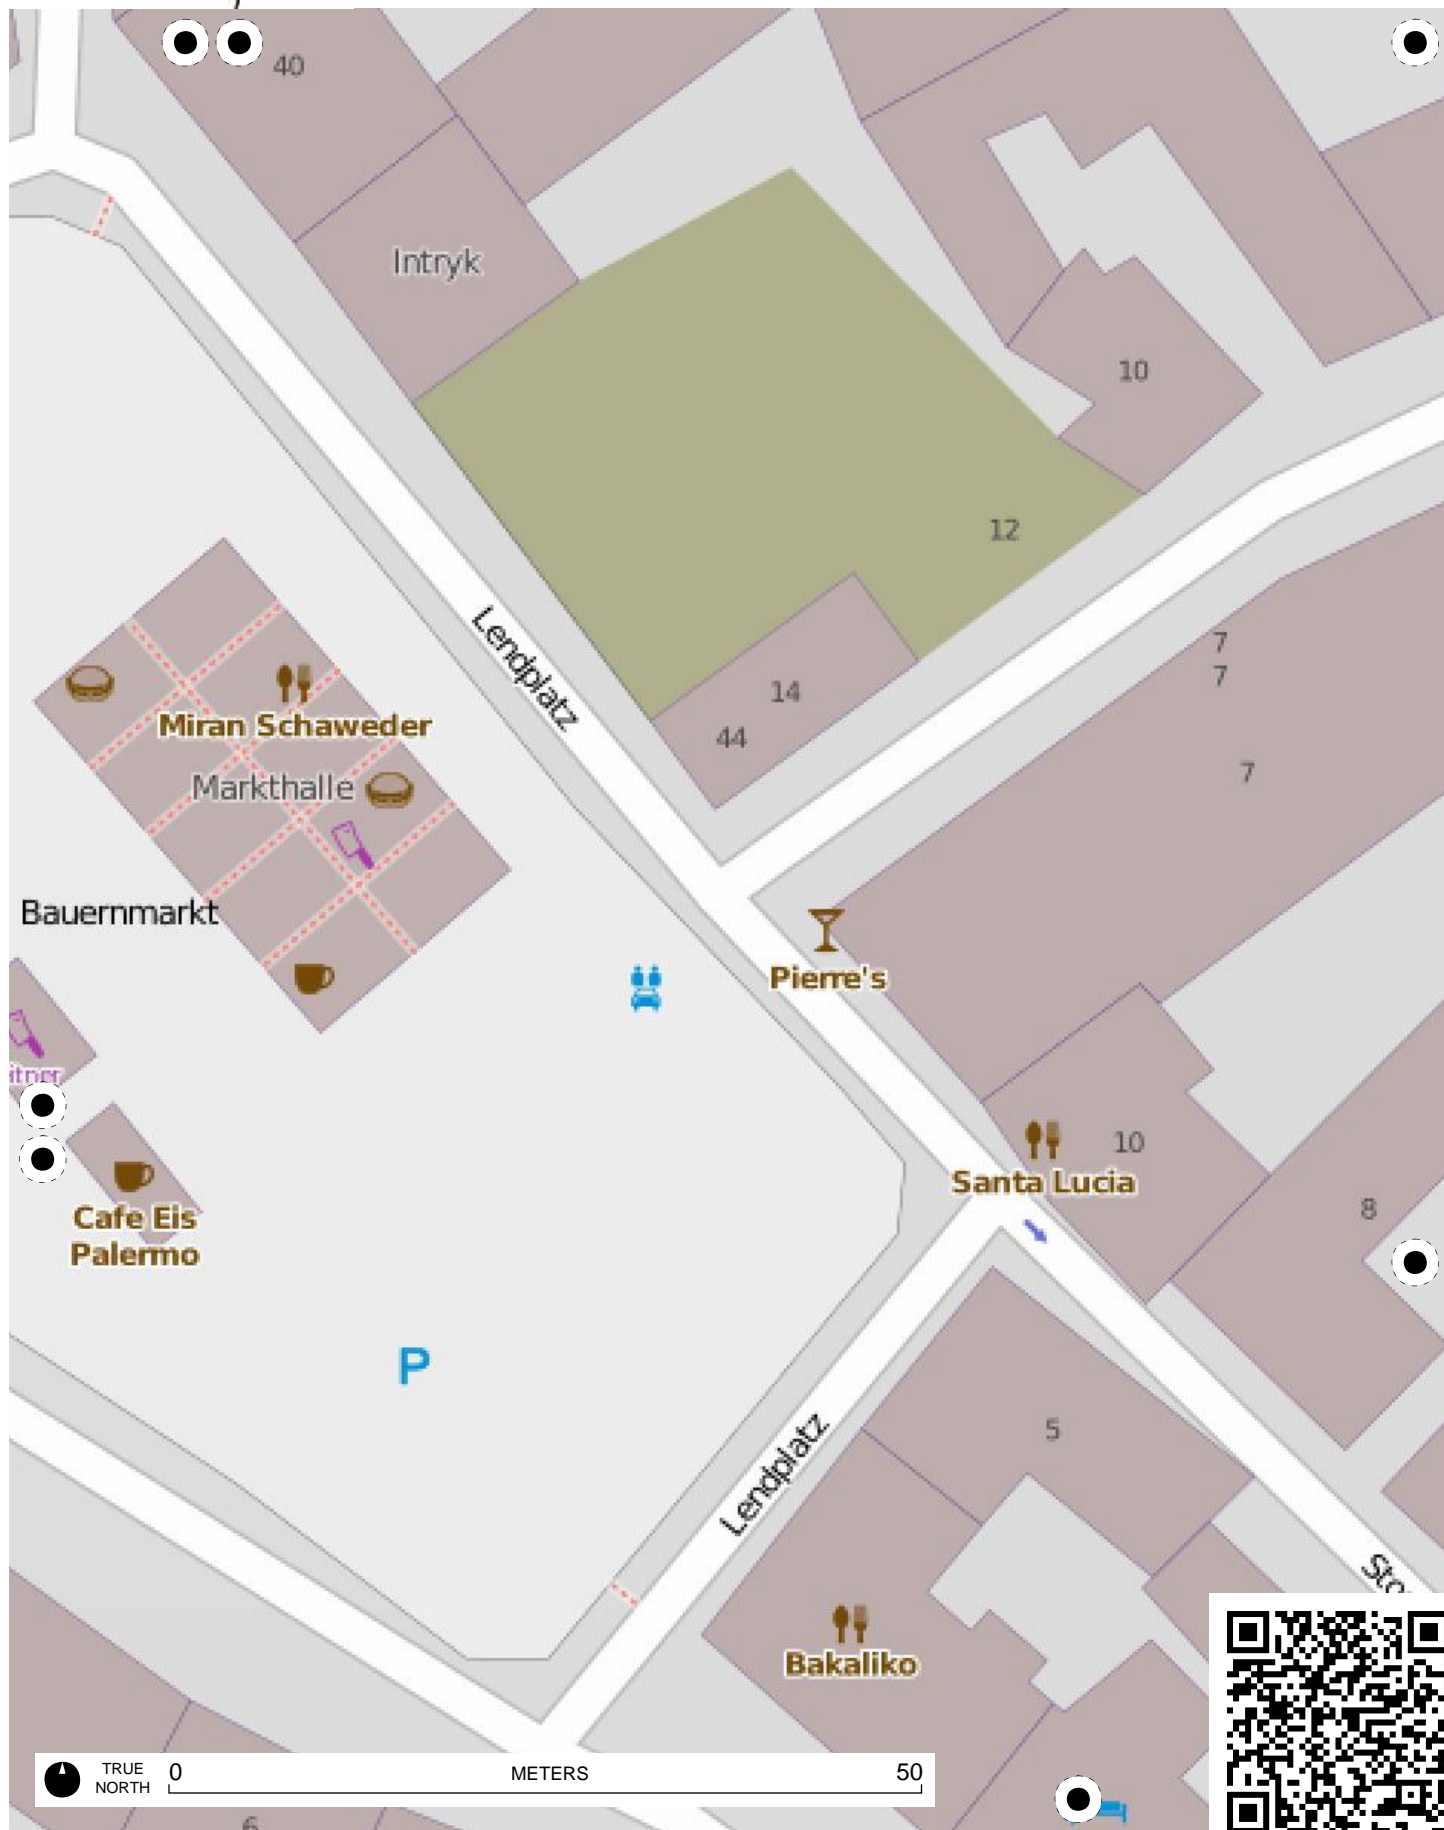 40
Intryk
10
12
Lendplatz
7
7
14
Miran Schaweder
44
7
Markthalle
Bauernmarkt
Pierre's
itner
10
Santa Lucia
8
Cafe Eis
Palermo
P
5
Lendplatz
Bakaliko
TRUE
NORTH
0
METERS
50